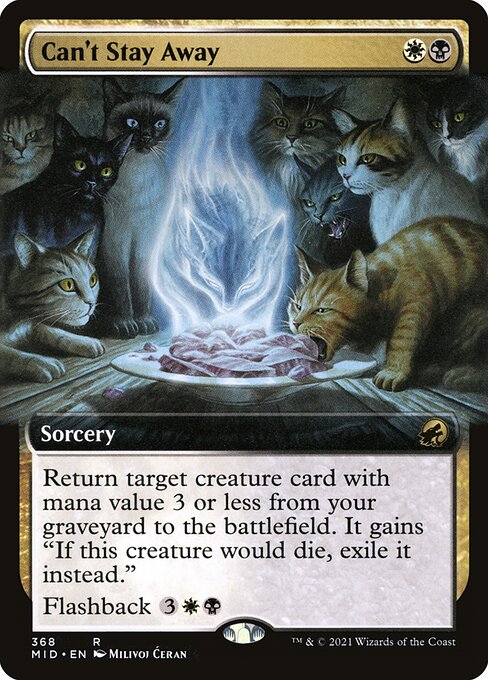 Can't Stay Away
Sorcery
Return target creature card with
mana value 3 or less from your
graveyard to the battlefield. It gains
“If this creature would die, exile it
instead.”
Flashback 3
368 R
MID • EN Milivoj Ćeran
™ & © 2021 Wizards of the Coast